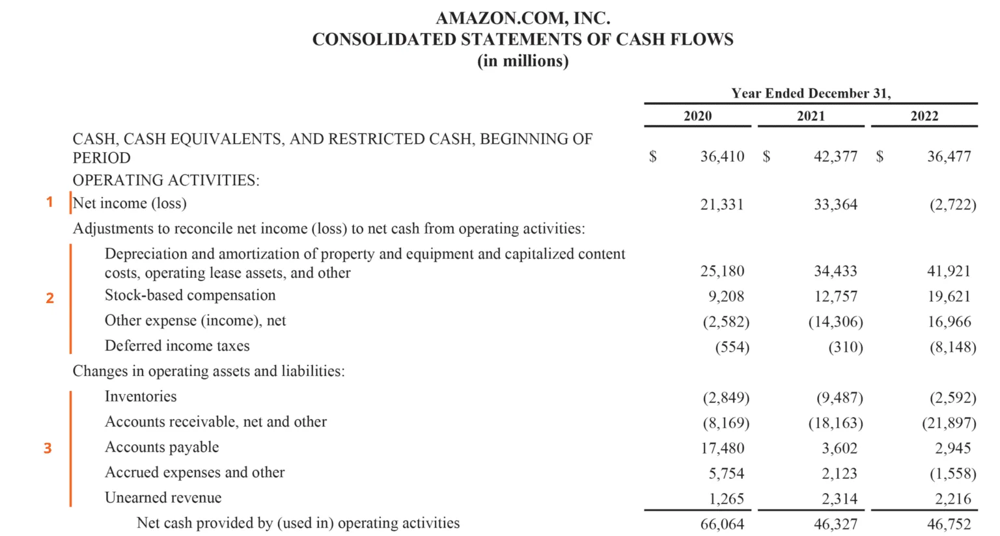 AMAZON.COM, INC.
CONSOLIDATED STATEMENTS OF CASH FLOWS
(in millions)
Year Ended December 31,
2020 2021 2022
CASH, CASH EQUIVALENTS, AND RESTRICTED CASH, BEGINNING OF
PERIOD $ 36,410 $ 42,377 $ 36,477
OPERATING ACTIVITIES:
1 Net income (loss) 21,331 33,364 (2,722)
Adjustments to reconcile net income (loss) to net cash from operating activities:
Depreciation and amortization of property and equipment and capitalized content
costs, operating lease assets, and other 25,180 34,433 41,921
2 Stock-based compensation 9,208 12,757 19,621
Other expense (income), net (2,582) (14,306) 16,966
Deferred income taxes (554) (310) (8,148)
Changes in operating assets and liabilities:
Inventories (2,849) (9,487) (2,592)
Accounts receivable, net and other (8,169) (18,163) (21,897)
3 Accounts payable 17,480 3,602 2,945
Accrued expenses and other 5,754 2,123 (1,558)
Unearned revenue 1,265 2,314 2,216
Net cash provided by (used in) operating activities 66,064 46,327 46,752